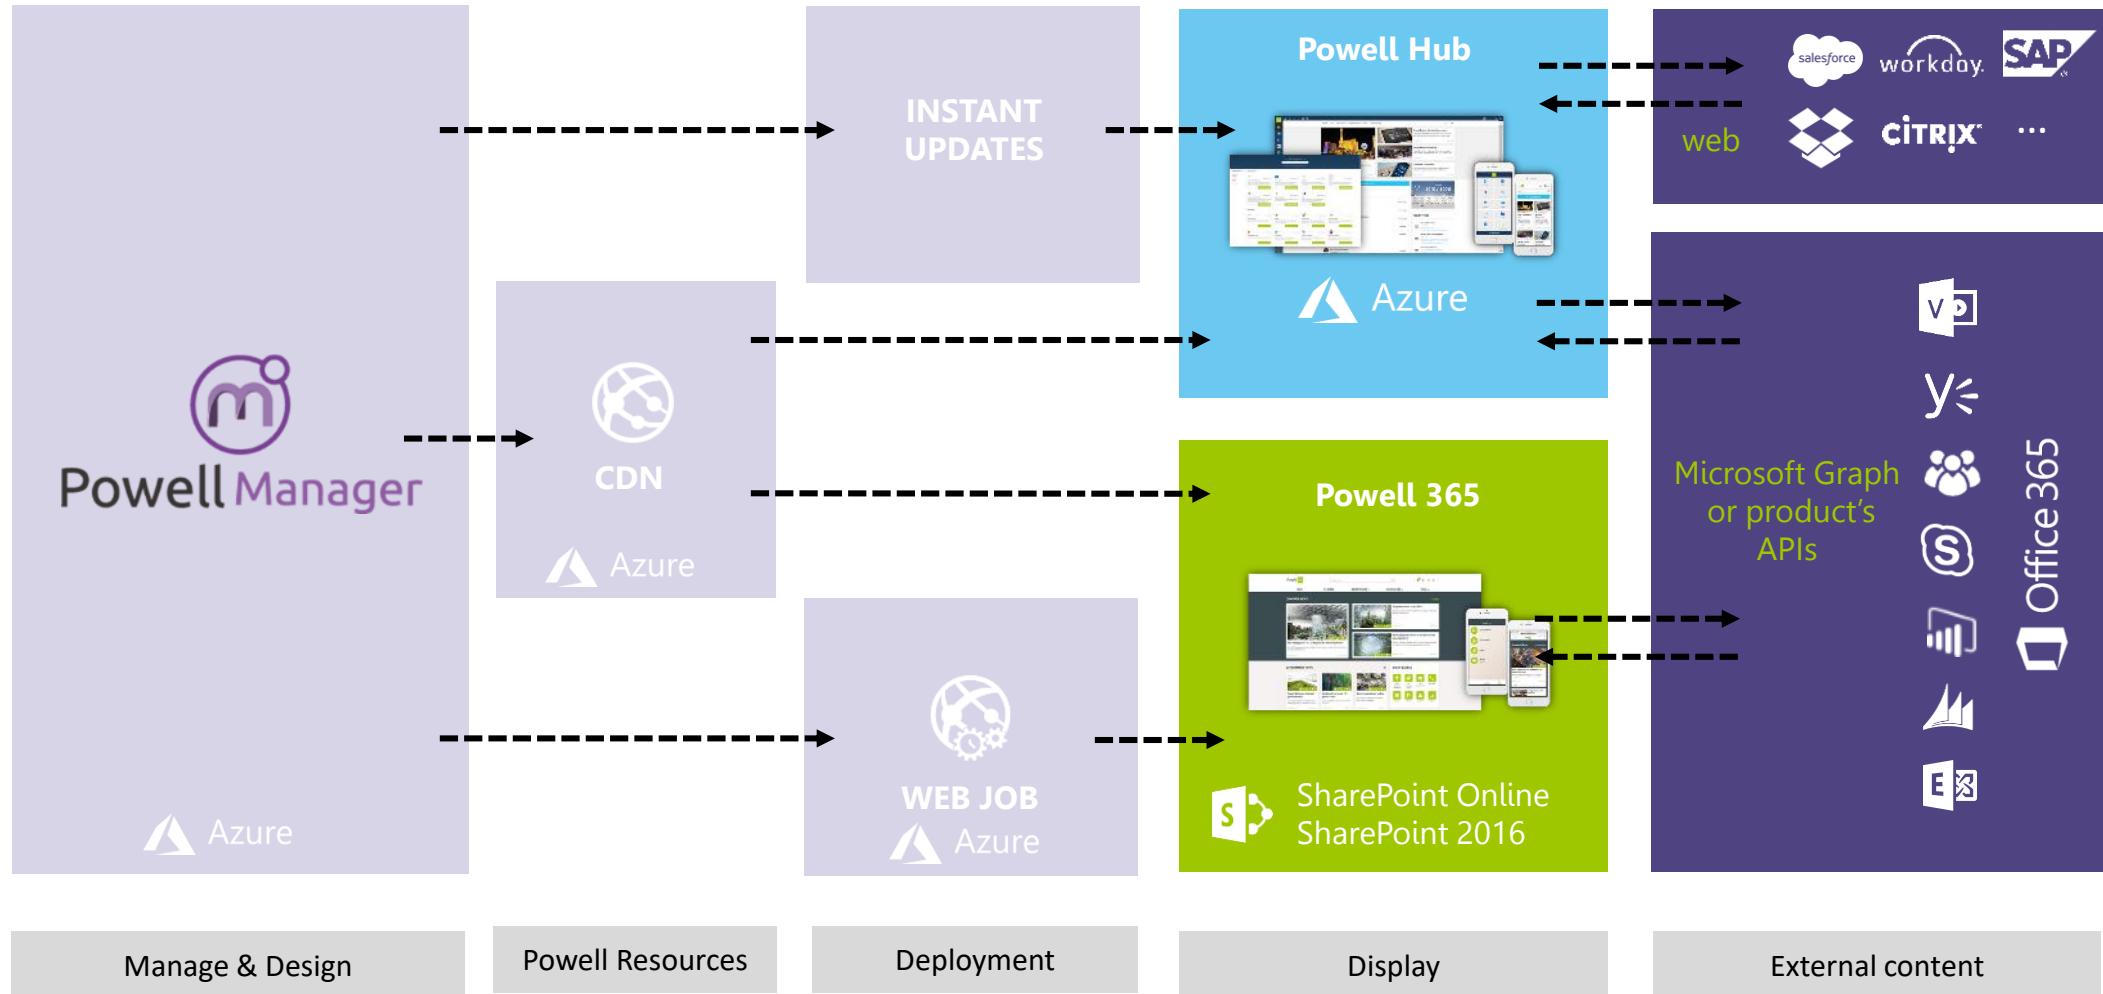 Powell Manager
Azure
CDN
Azure
INSTANT
UPDATES
WEB JOB
Azure
Powell Hub
Azure
Powell 365
SharePoint Online
SharePoint 2016
salesforce
workday.
SAP
web
CİTRIX
...
Microsoft Graph
or product's
APIs
Office 365
Manage & Design
Powell Resources
Deployment
Display
External content